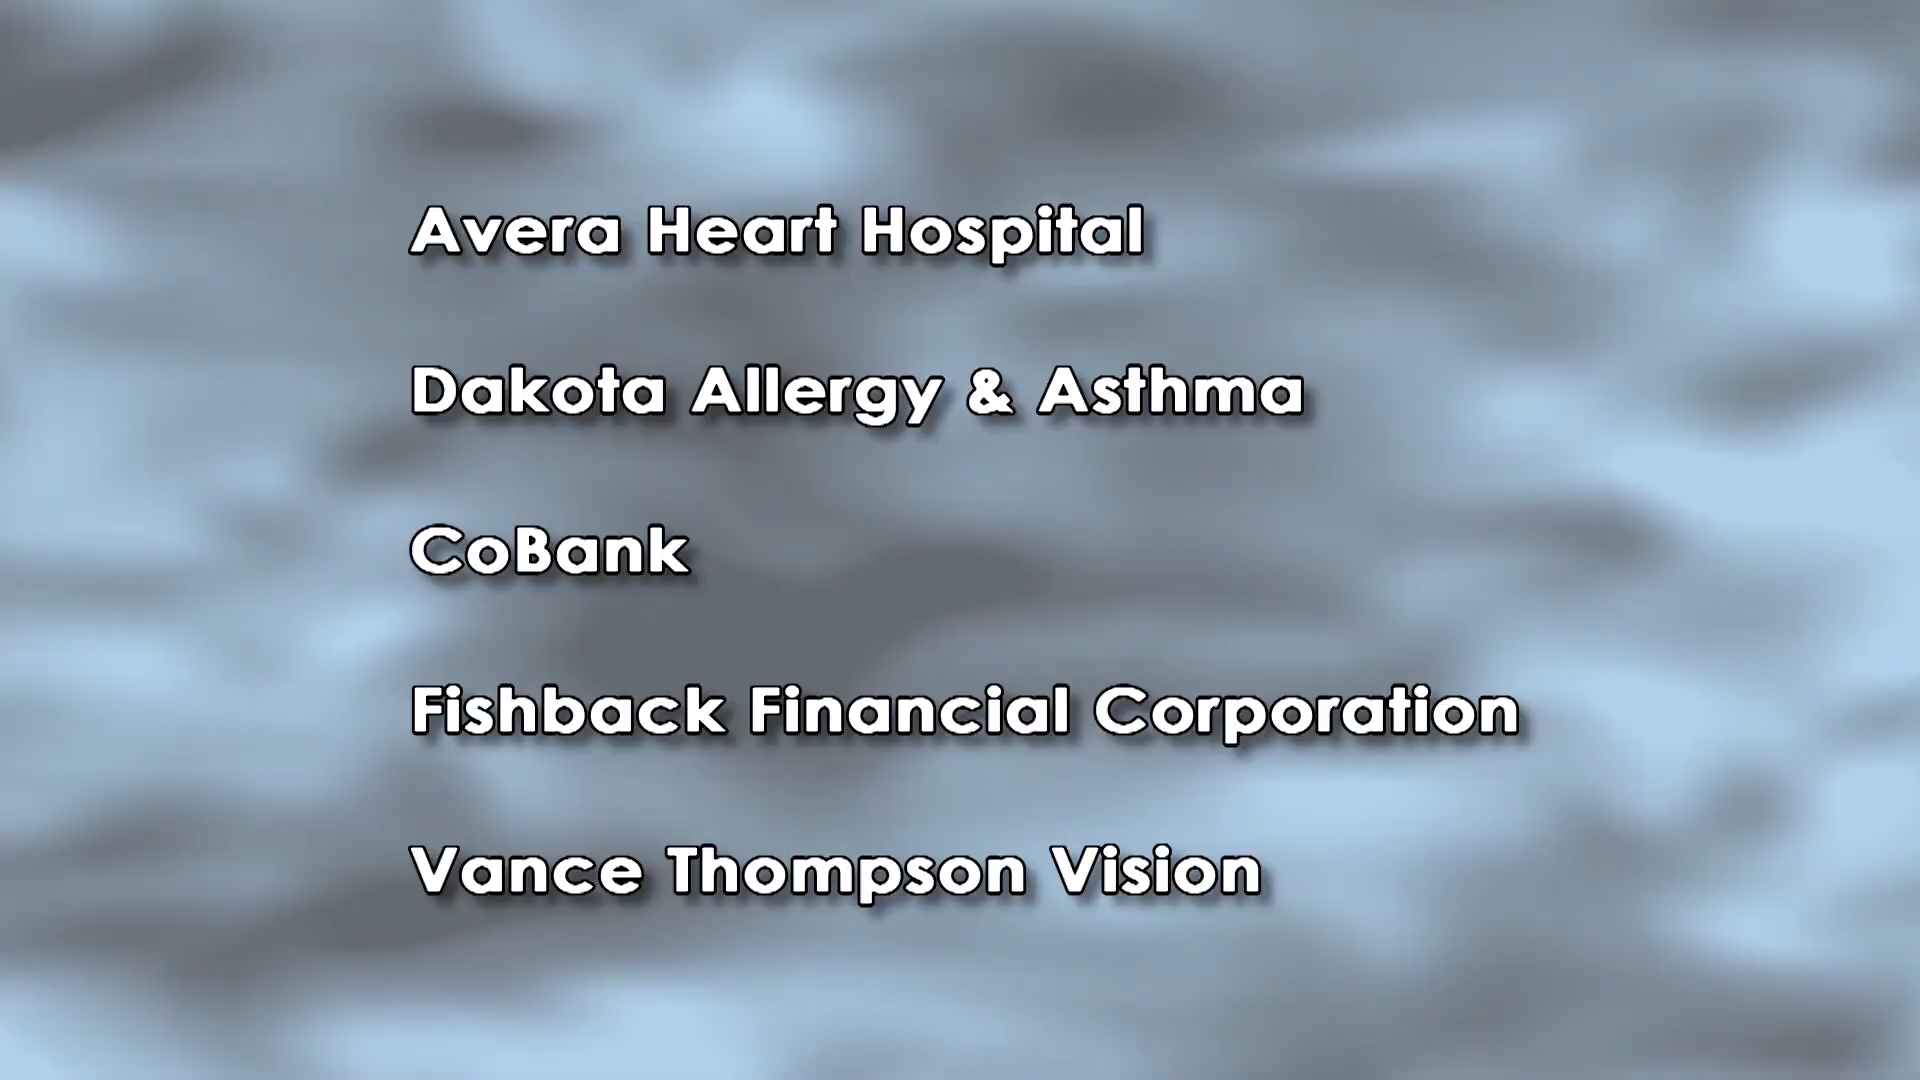 Avera Heart Hospital
Dakota Allergy & Asthma
CoBank
Fishback Financial Corporation
Vance Thompson Vision